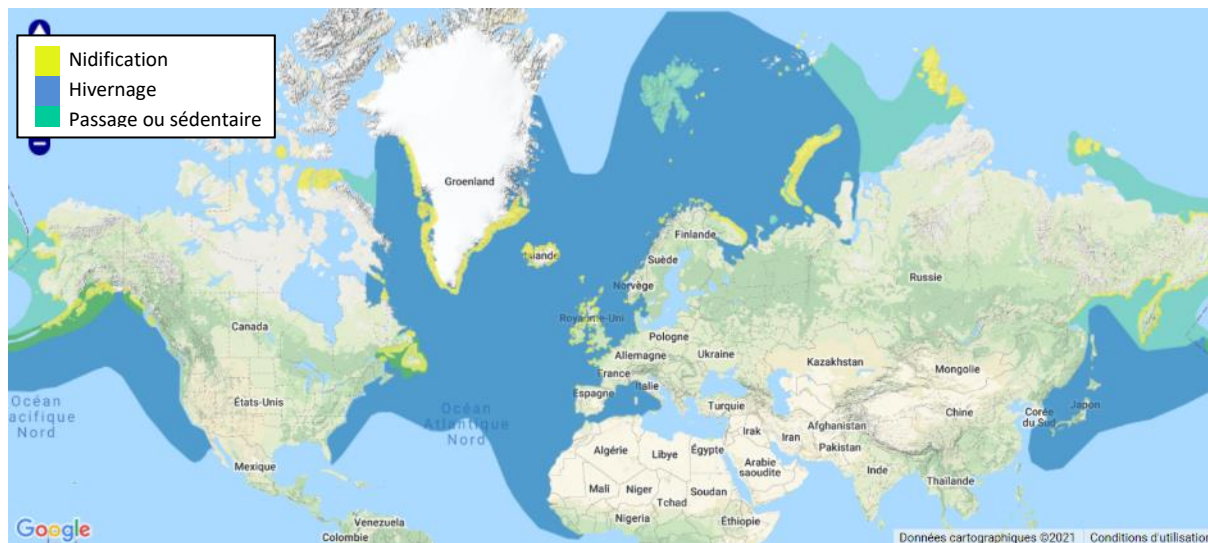 Nidification
Hivernage
Passage ou sédentaire
Groenland
Islande
Finlande
Suède
Norvège
Russie
Canada
Royaume-Uni
Pologne
Allemagne
Ukraine
Kazakhstan
Mongolie
France
Italie
Espagne
États-Unis
Océan
Atlantique
Nord
Océan
acifique
Nord
Turquie
Chine
Corée
du Sud
Japon
Afghanistan
Irak
Iran
Pakistan
Algérie
Libye
Égypte
Arabie
saoudite
Inde
Mexique
Mali
Niger
Tchad
Soudan
Thaïlande
Nigeria
Éthiopie
Venezuela
Colombie
Google
Données cartographiques ©2021
Conditions d'utilisation